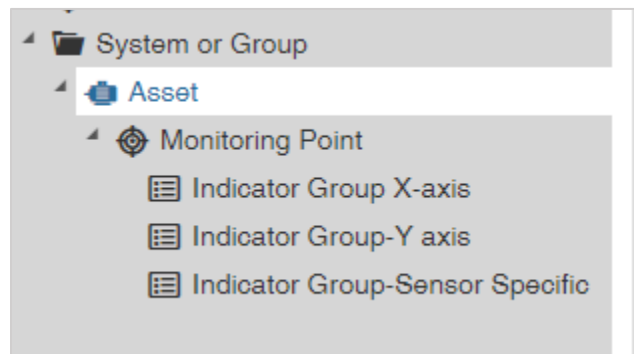 System or Group
Asset
Monitoring Point
Indicator Group X-axis
Indicator Group-Y axis
Indicator Group-Sensor Specific